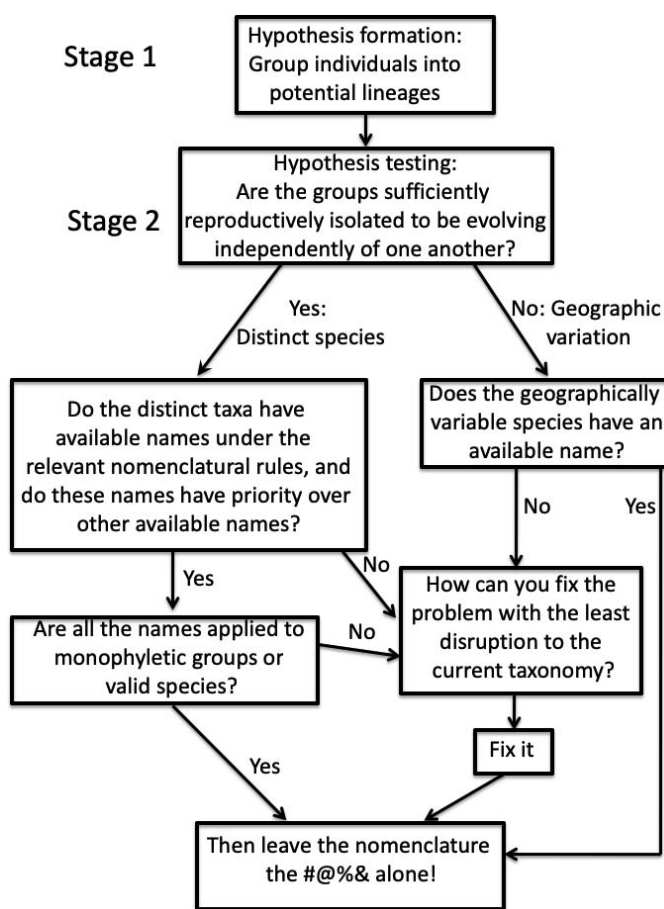 Stage 1
Hypothesis formation:
Group individuals into
potential lineages
Stage 2
Hypothesis testing:
Are the groups sufficiently
reproductively isolated to be evolving
independently of one another?
Yes:
Distinct species
No: Geographic
variation
Do the distinct taxa have
available names under the
relevant nomenclatural rules, and
do these names have priority over
other available names?
Does the geographically
variable species have an
available name?
No
Yes
Yes
No
How can you fix the
problem with the least
disruption to the
current taxonomy?
Are all the names applied to
monophyletic groups or
valid species?
No
Fix it
Yes
Then leave the nomenclature
the #@%& alone!